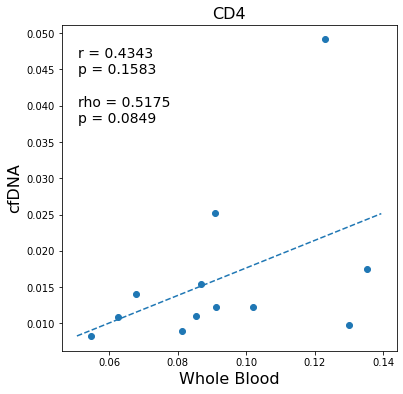 CD4
r = 0.4343
p = 0.1583
rho = 0.5175
p = 0.0849
cfDNA
0.050
0.045
0.040
0.035
0.030
0.025
0.020
0.015
0.010
0.06 0.08 0.10 0.12 0.14
Whole Blood